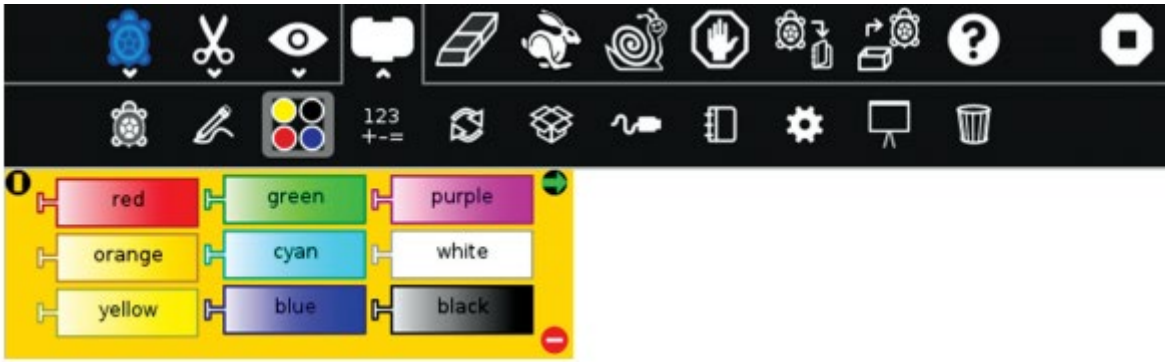 ?
123
+-=
red green purple
orange cyan white
yellow blue black